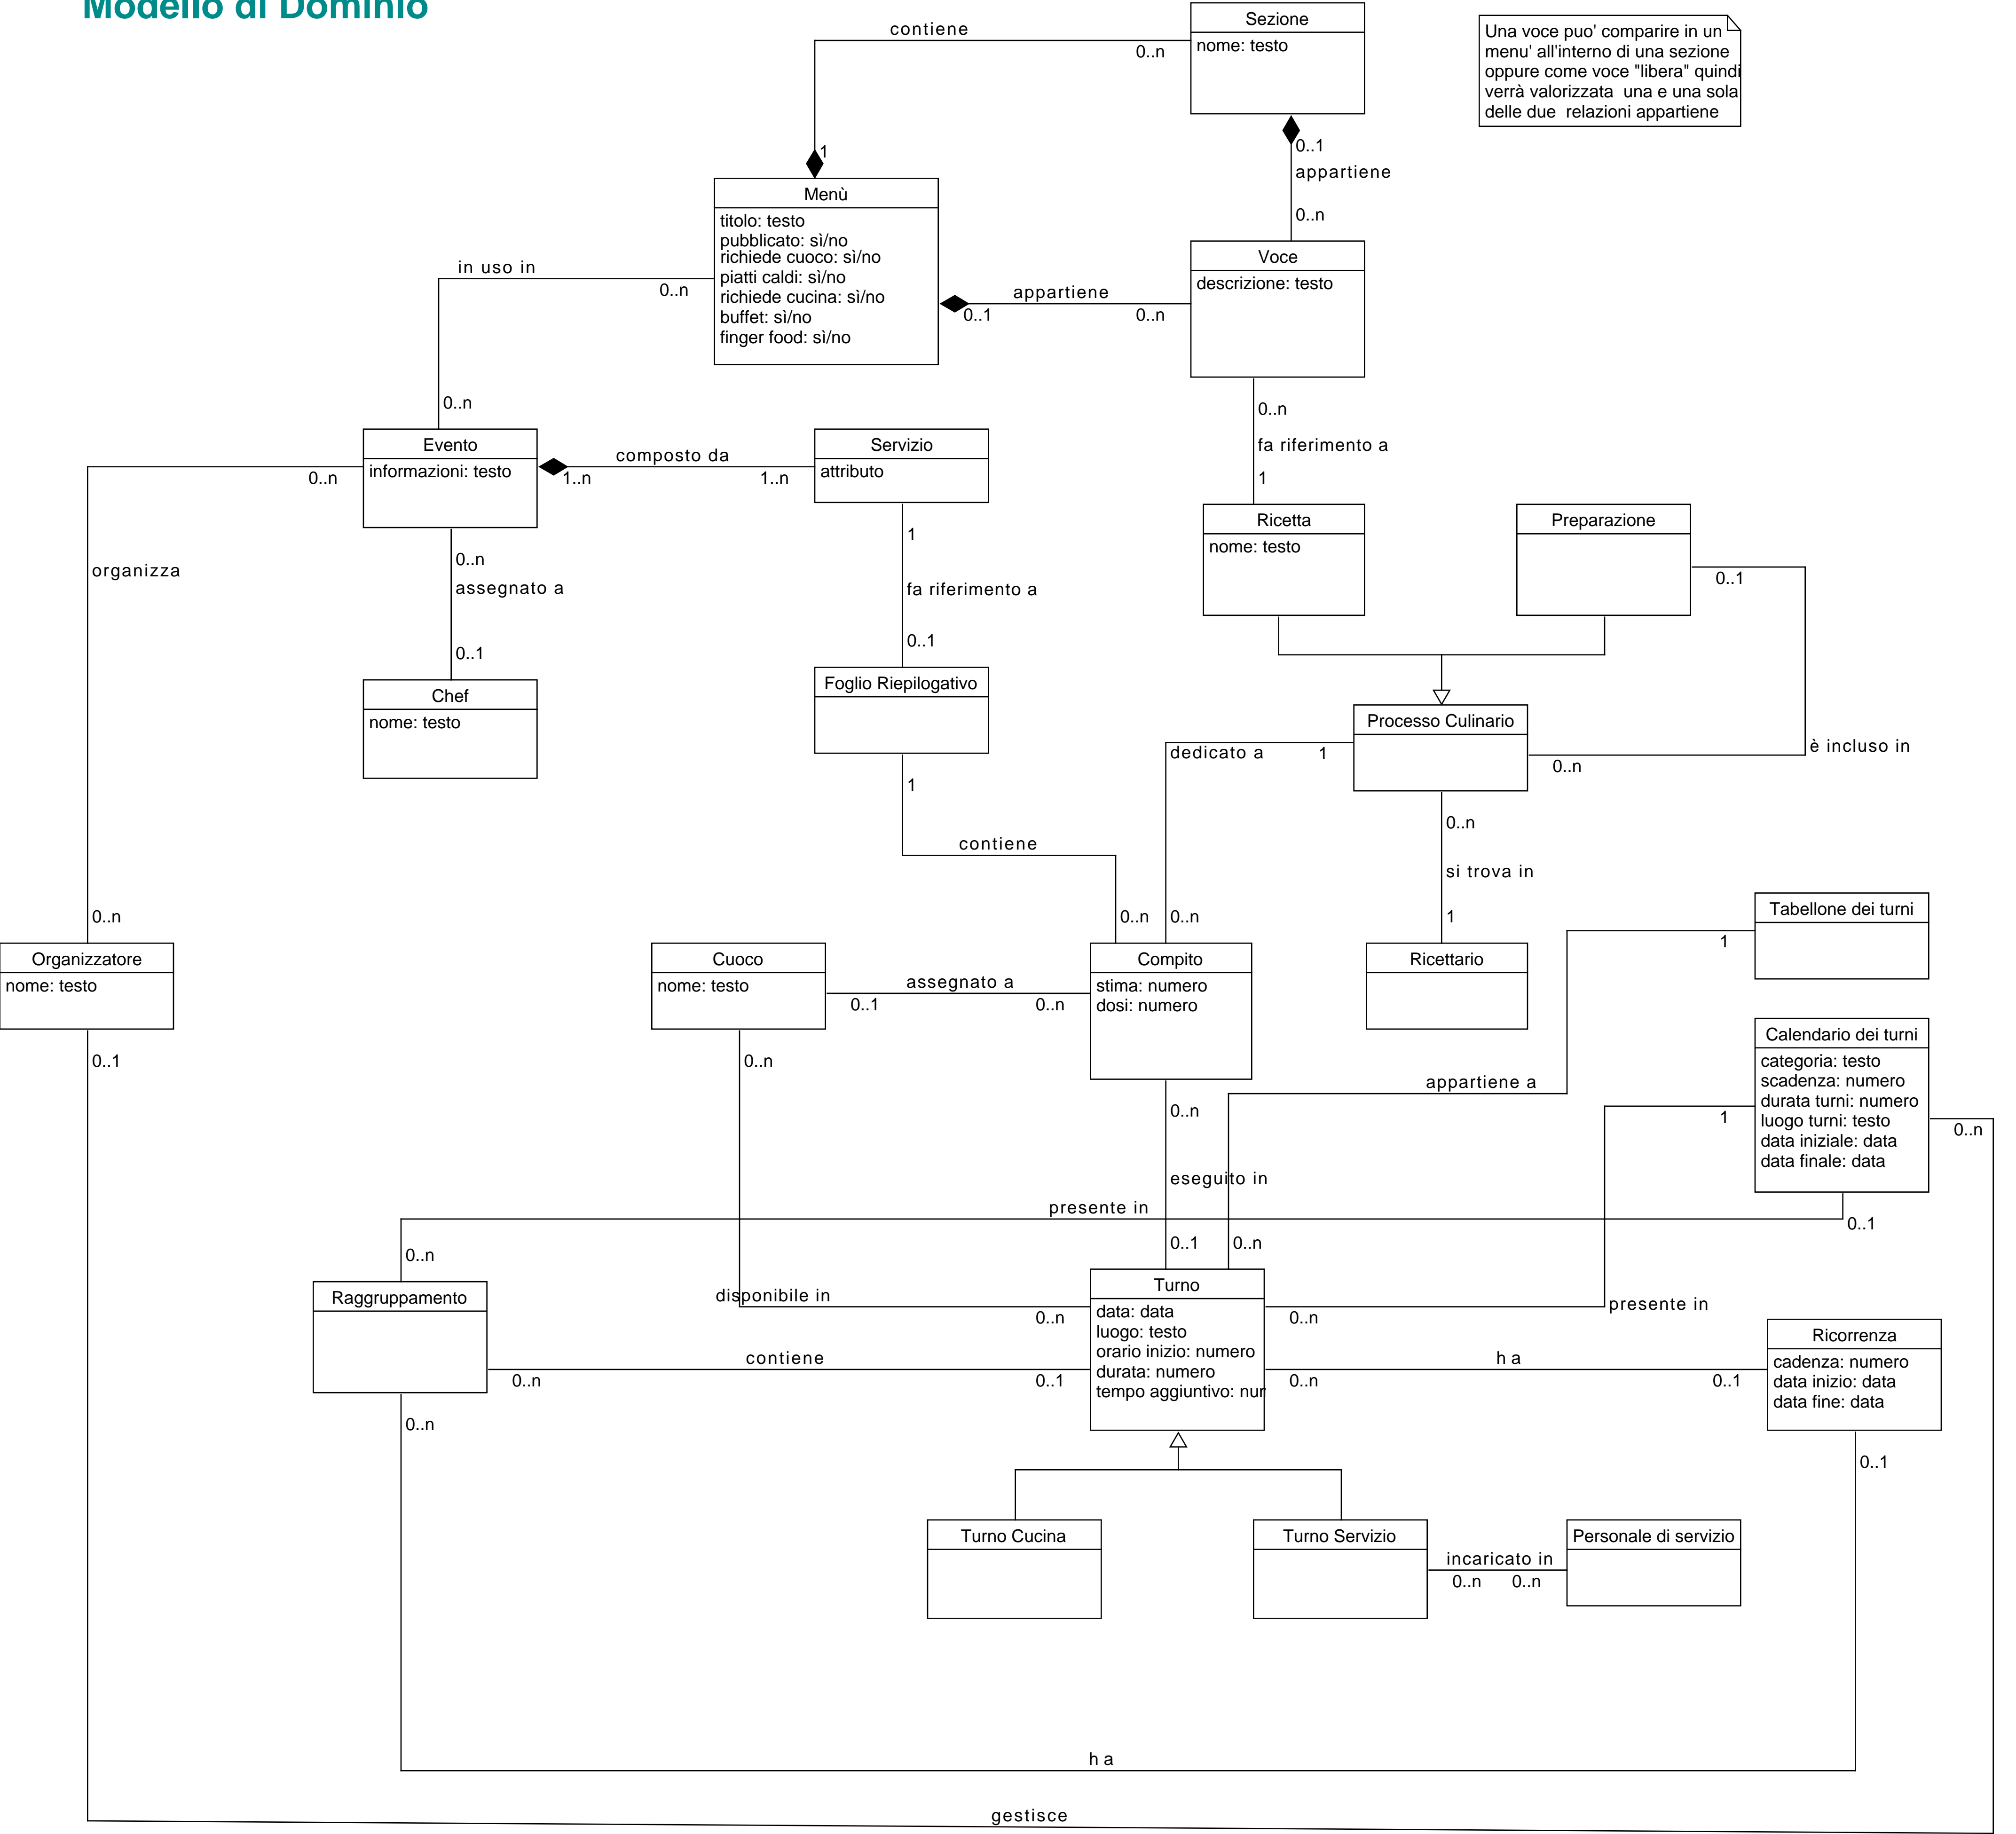 Modello di Dominio
Sezione
nome: testo
Una voce puo' comparire in un
menu' all'interno di una sezione
oppure come voce "libera" quindi
verrà valorizzata  una e una sola
delle due  relazioni appartiene
contiene
0..n
1
0..1
appartiene
0..n
Menù
titolo: testo
pubblicato: sì/no
richiede cuoco: sì/no
piatti caldi: sì/no
richiede cucina: sì/no
buffet: sì/no
finger food: sì/no
Voce
descrizione: testo
in uso in
0..n
0..n
appartiene
0..1
0..n
0..n
fa riferimento a
1
Evento
informazioni: testo
composto da
1..n
1..n
Servizio
attributo
0..n
organizza
0..n
0..n
assegnato a
0..1
1
fa riferimento a
0..1
Ricetta
nome: testo
Preparazione
0..1
è incluso in
0..n
Chef
nome: testo
Foglio Riepilogativo
Processo Culinario
dedicato a
1
0..n
1
contiene
0..n
0..n
si trova in
1
Organizzatore
nome: testo
Cuoco
nome: testo
assegnato a
0..1
0..n
Compito
stima: numero
dosi: numero
Ricettario
Tabellone dei turni
1
Calendario dei turni
categoria: testo
scadenza: numero
durata turni: numero
luogo turni: testo
data iniziale: data
data finale: data
0..1
0..n
0..n
appartiene a
1
0..n
eseguito in
presente in
0..1
0..n
0..1
0..n
Raggruppamento
disponibile in
0..n
Turno
data: data
luogo: testo
orario inizio: numero
durata: numero
tempo aggiuntivo: nur
0..n
presente in
Ricorrenza
cadenza: numero
data inizio: data
data fine: data
contiene
0..n
0..1
ha
0..n
0..1
0..n
0..1
Turno Cucina
Turno Servizio
Personale di servizio
incaricato in
0..n
0..n
ha
gestisce